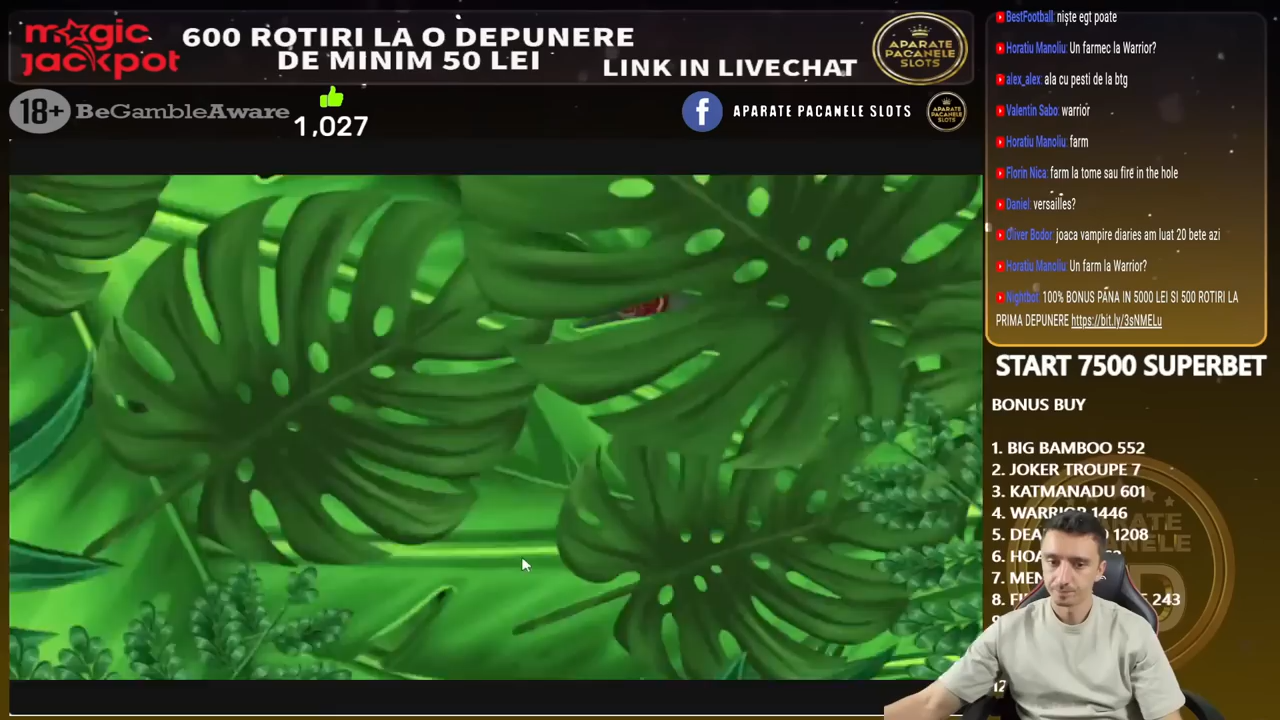 magic
jackpot
600 ROTIRI LA O DEPUNERE
DE MINIM 50 LEI
LINK IN LIVECHAT
APARATE
PACANELE
SLOTS
18+ BeGambleAware
1,027
f APARATE PACANELE SLOTS
APARATE
PACANELE
SLOTS
BestFootball: niște egt poate
Horatiu Manoliu: Un farmec la Warrior?
alex_alex: ala cu pesti de la btg
Valentin Sabo: warrior
Horatiu Manoliu: farm
Florin Nica: farm la tome sau fire in the hole
Daniel: versailles?
Oliver Bodor: joaca vampire diaries am luat 20 bete azi
Horatiu Manoliu: Un farm la Warrior?
Nightbot: 100% BONUS PÂNA IN 5000 LEI SI 500 ROTIRI LA
PRIMA DEPUNERE https://bit.ly/3sNMELu
START 7500 SUPERBET
BONUS BUY
1. BIG BAMBOO 552
2. JOKER TROUPE 7
3. KATMANADU 601
4. WARRIOR 1446
5. DEA 1208
6. HOA
7. MEN
8. 243